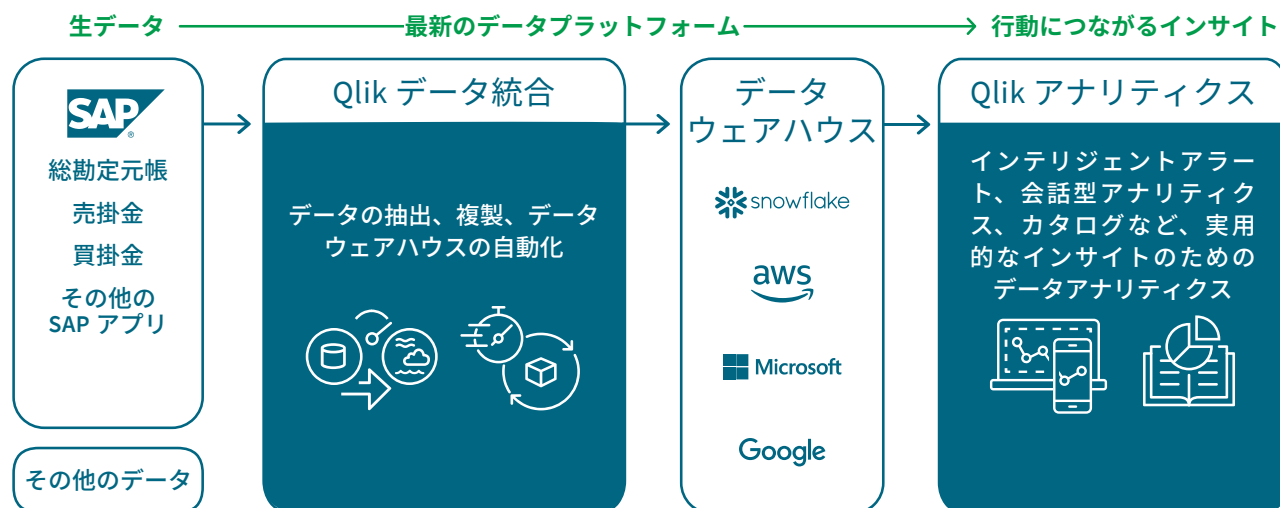 生データ
最新のデータプラットフォーム
行動につながるインサイト
SAP
®
総勘定元帳
売掛金
買掛金
その他の
SAP アプリ
その他のデータ
Qlik データ統合
データの抽出、複製、データ
ウェアハウスの自動化
データ
ウェアハウス
snowflake
aws
Microsoft
Google
Qlik アナリティクス
インテリジェントアラー
ト、会話型アナリティク
ス、カタログなど、実用
的なインサイトのための
データアナリティクス